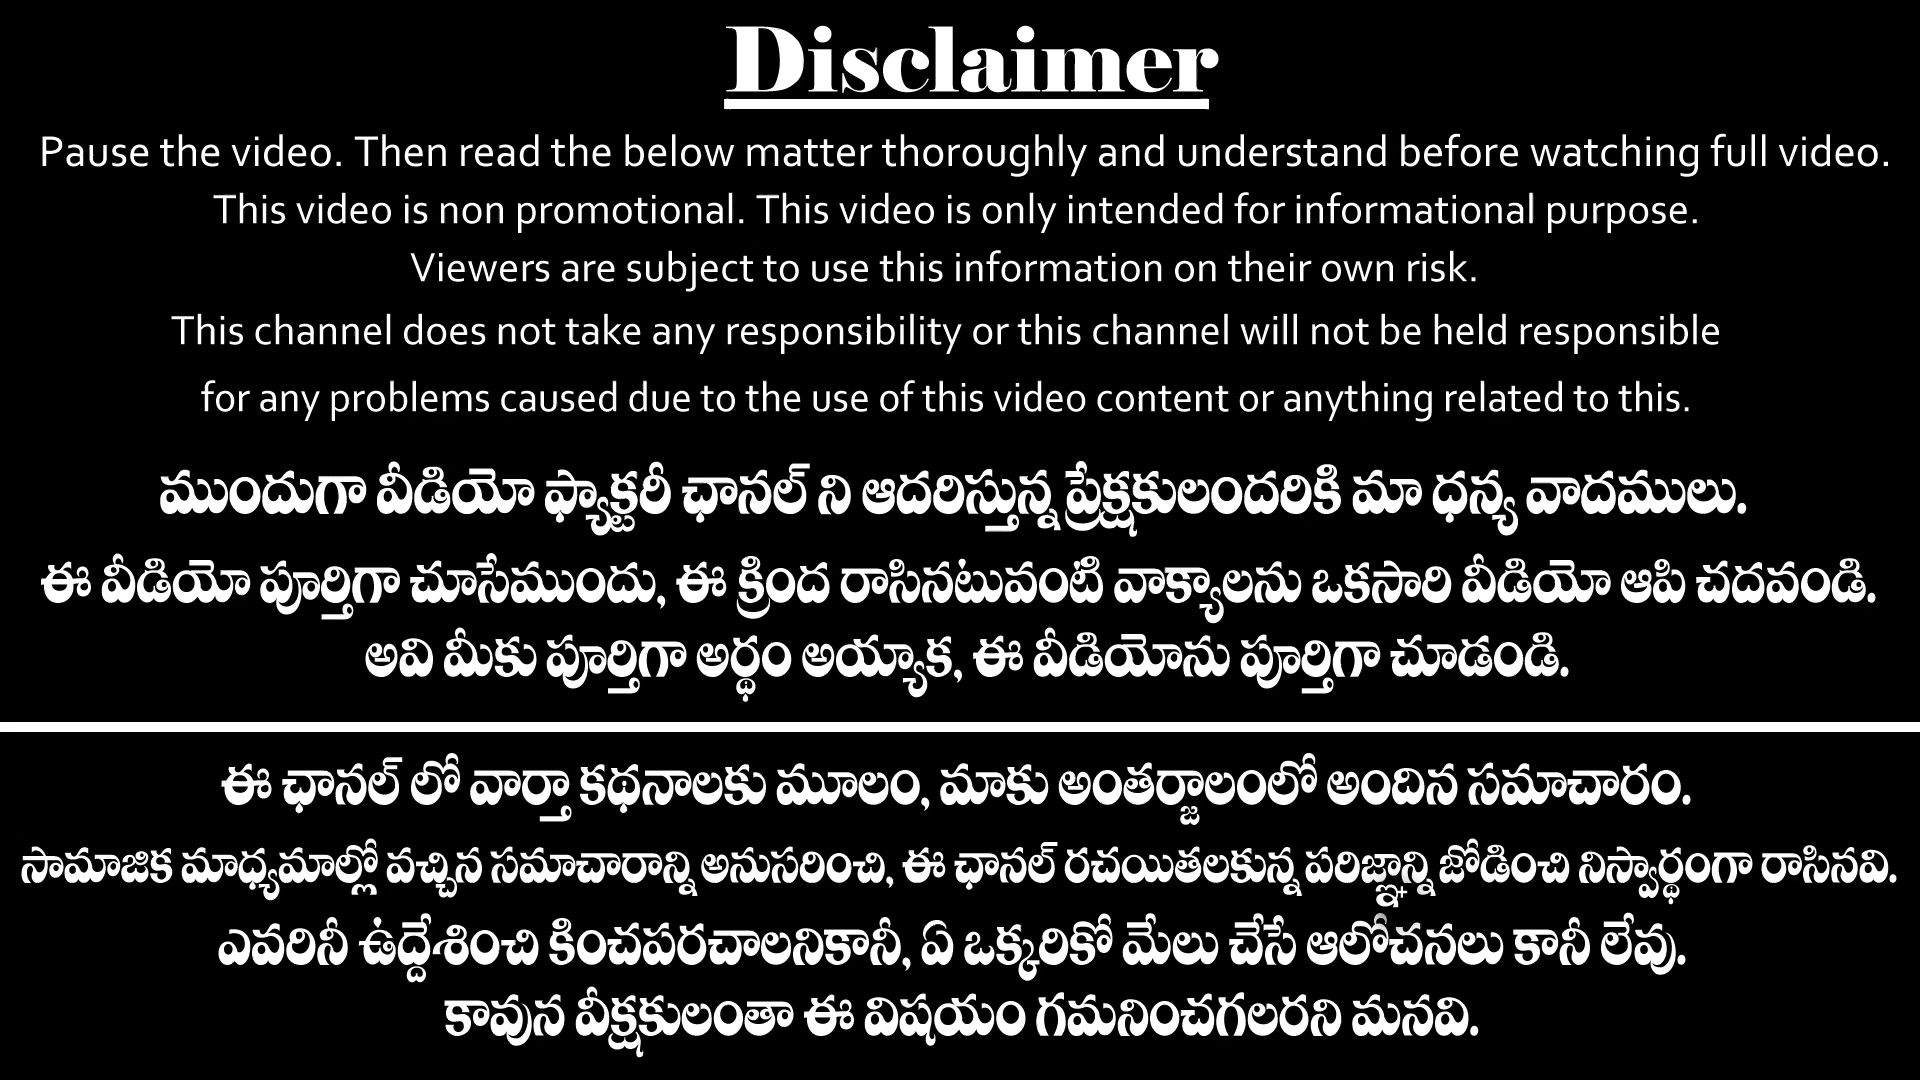 Disclaimer
Pause the video. Then read the below matter thoroughly and understand before watching full video.
This video is non promotional. This video is only intended for informational purpose.
Viewers are subject to use this information on their own risk.
This channel does not take any responsibility or this channel will not be held responsible
for any problems caused due to the use of this video content or anything related to this.
ముందుగా వీడియో ఫ్యాక్టరీ ఛానల్ ని ఆదరిస్తున్న ప్రేక్షకులందరికి మా ధన్య వాదములు.
ఈ వీడియో పూర్తిగా చూసేముందు, ఈ క్రింద రాసినటువంటి వాక్యాలను ఒకసారి వీడియో ఆపి చదవండి.
అవి మీకు పూర్తిగా అర్థం అయ్యాక, ఈ వీడియోను పూర్తిగా చూడండి.
ఈ ఛానల్ లో వార్తా కథనాలకు మూలం, మాకు అంతర్జాలంలో అందిన సమాచారం.
సామాజిక మాధ్యమాల్లో వచ్చిన సమాచారాన్ని అనుసరించి, ఈ ఛానల్ రచయితలకున్న పరిజ్ఞాన్ని జోడించి నిస్వార్థంగా రాసినవి.
ఎవరినీ ఉద్దేశించి కించపరచాలనికానీ, ఏ ఒక్కరికో మేలు చేసే ఆలోచనలు కానీ లేవు.
కావున వీక్షకులంతా ఈ విషయం గమనించగలరని మనవి.